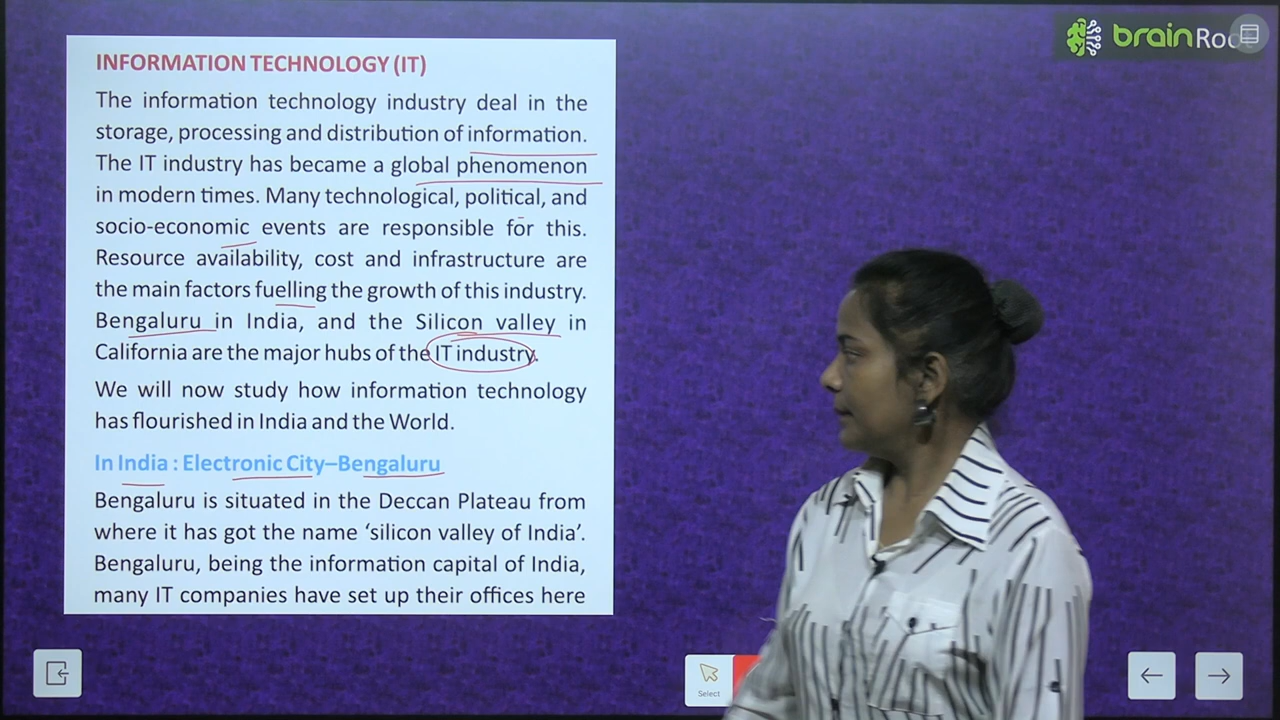 brainRoo
INFORMATION TECHNOLOGY (IT)
The information technology industry deal in the
storage, processing and distribution of information.
The IT industry has became a global phenomenon
in modern times. Many technological, political, and
socio-economic events are responsible for this.
Resource availability, cost and infrastructure are
the main factors fuelling the growth of this industry.
Bengaluru in India, and the Silicon valley in
California are the major hubs of the IT industry.
We will now study how information technology
has flourished in India and the World.
In India : Electronic City–Bengaluru
Bengaluru is situated in the Deccan Plateau from
where it has got the name ‘silicon valley of India’.
Bengaluru, being the information capital of India,
many IT companies have set up their offices here
Select